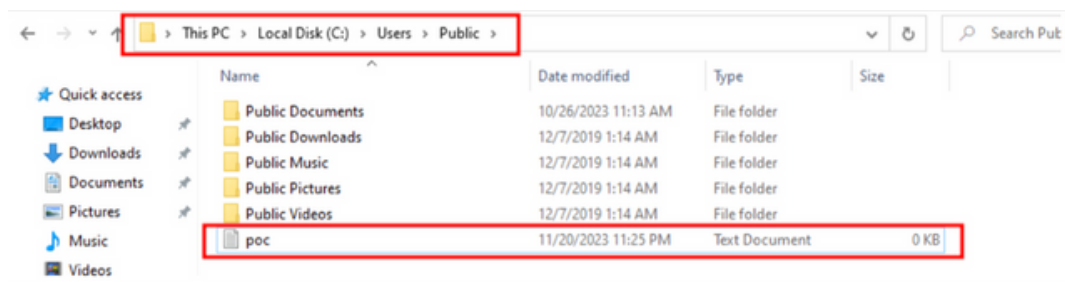 This PC > Local Disk (C:) > Users > Public >
Search Pub
Name Date modified Type Size
Quick access
Desktop
Downloads
Documents
Pictures
Music
Videos
Public Documents 10/26/2023 11:13 AM File folder
Public Downloads 12/7/2019 1:14 AM File folder
Public Music 12/7/2019 1:14 AM File folder
Public Pictures 12/7/2019 1:14 AM File folder
Public Videos 12/7/2019 1:14 AM File folder
poc 11/20/2023 11:25 PM Text Document 0 KB